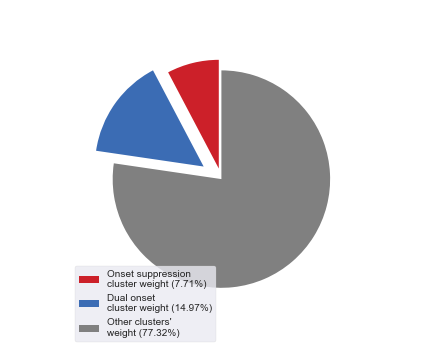 Onset suppression
cluster weight (7.71%)
Dual onset
cluster weight (14.97%)
Other clusters'
weight (77.32%)